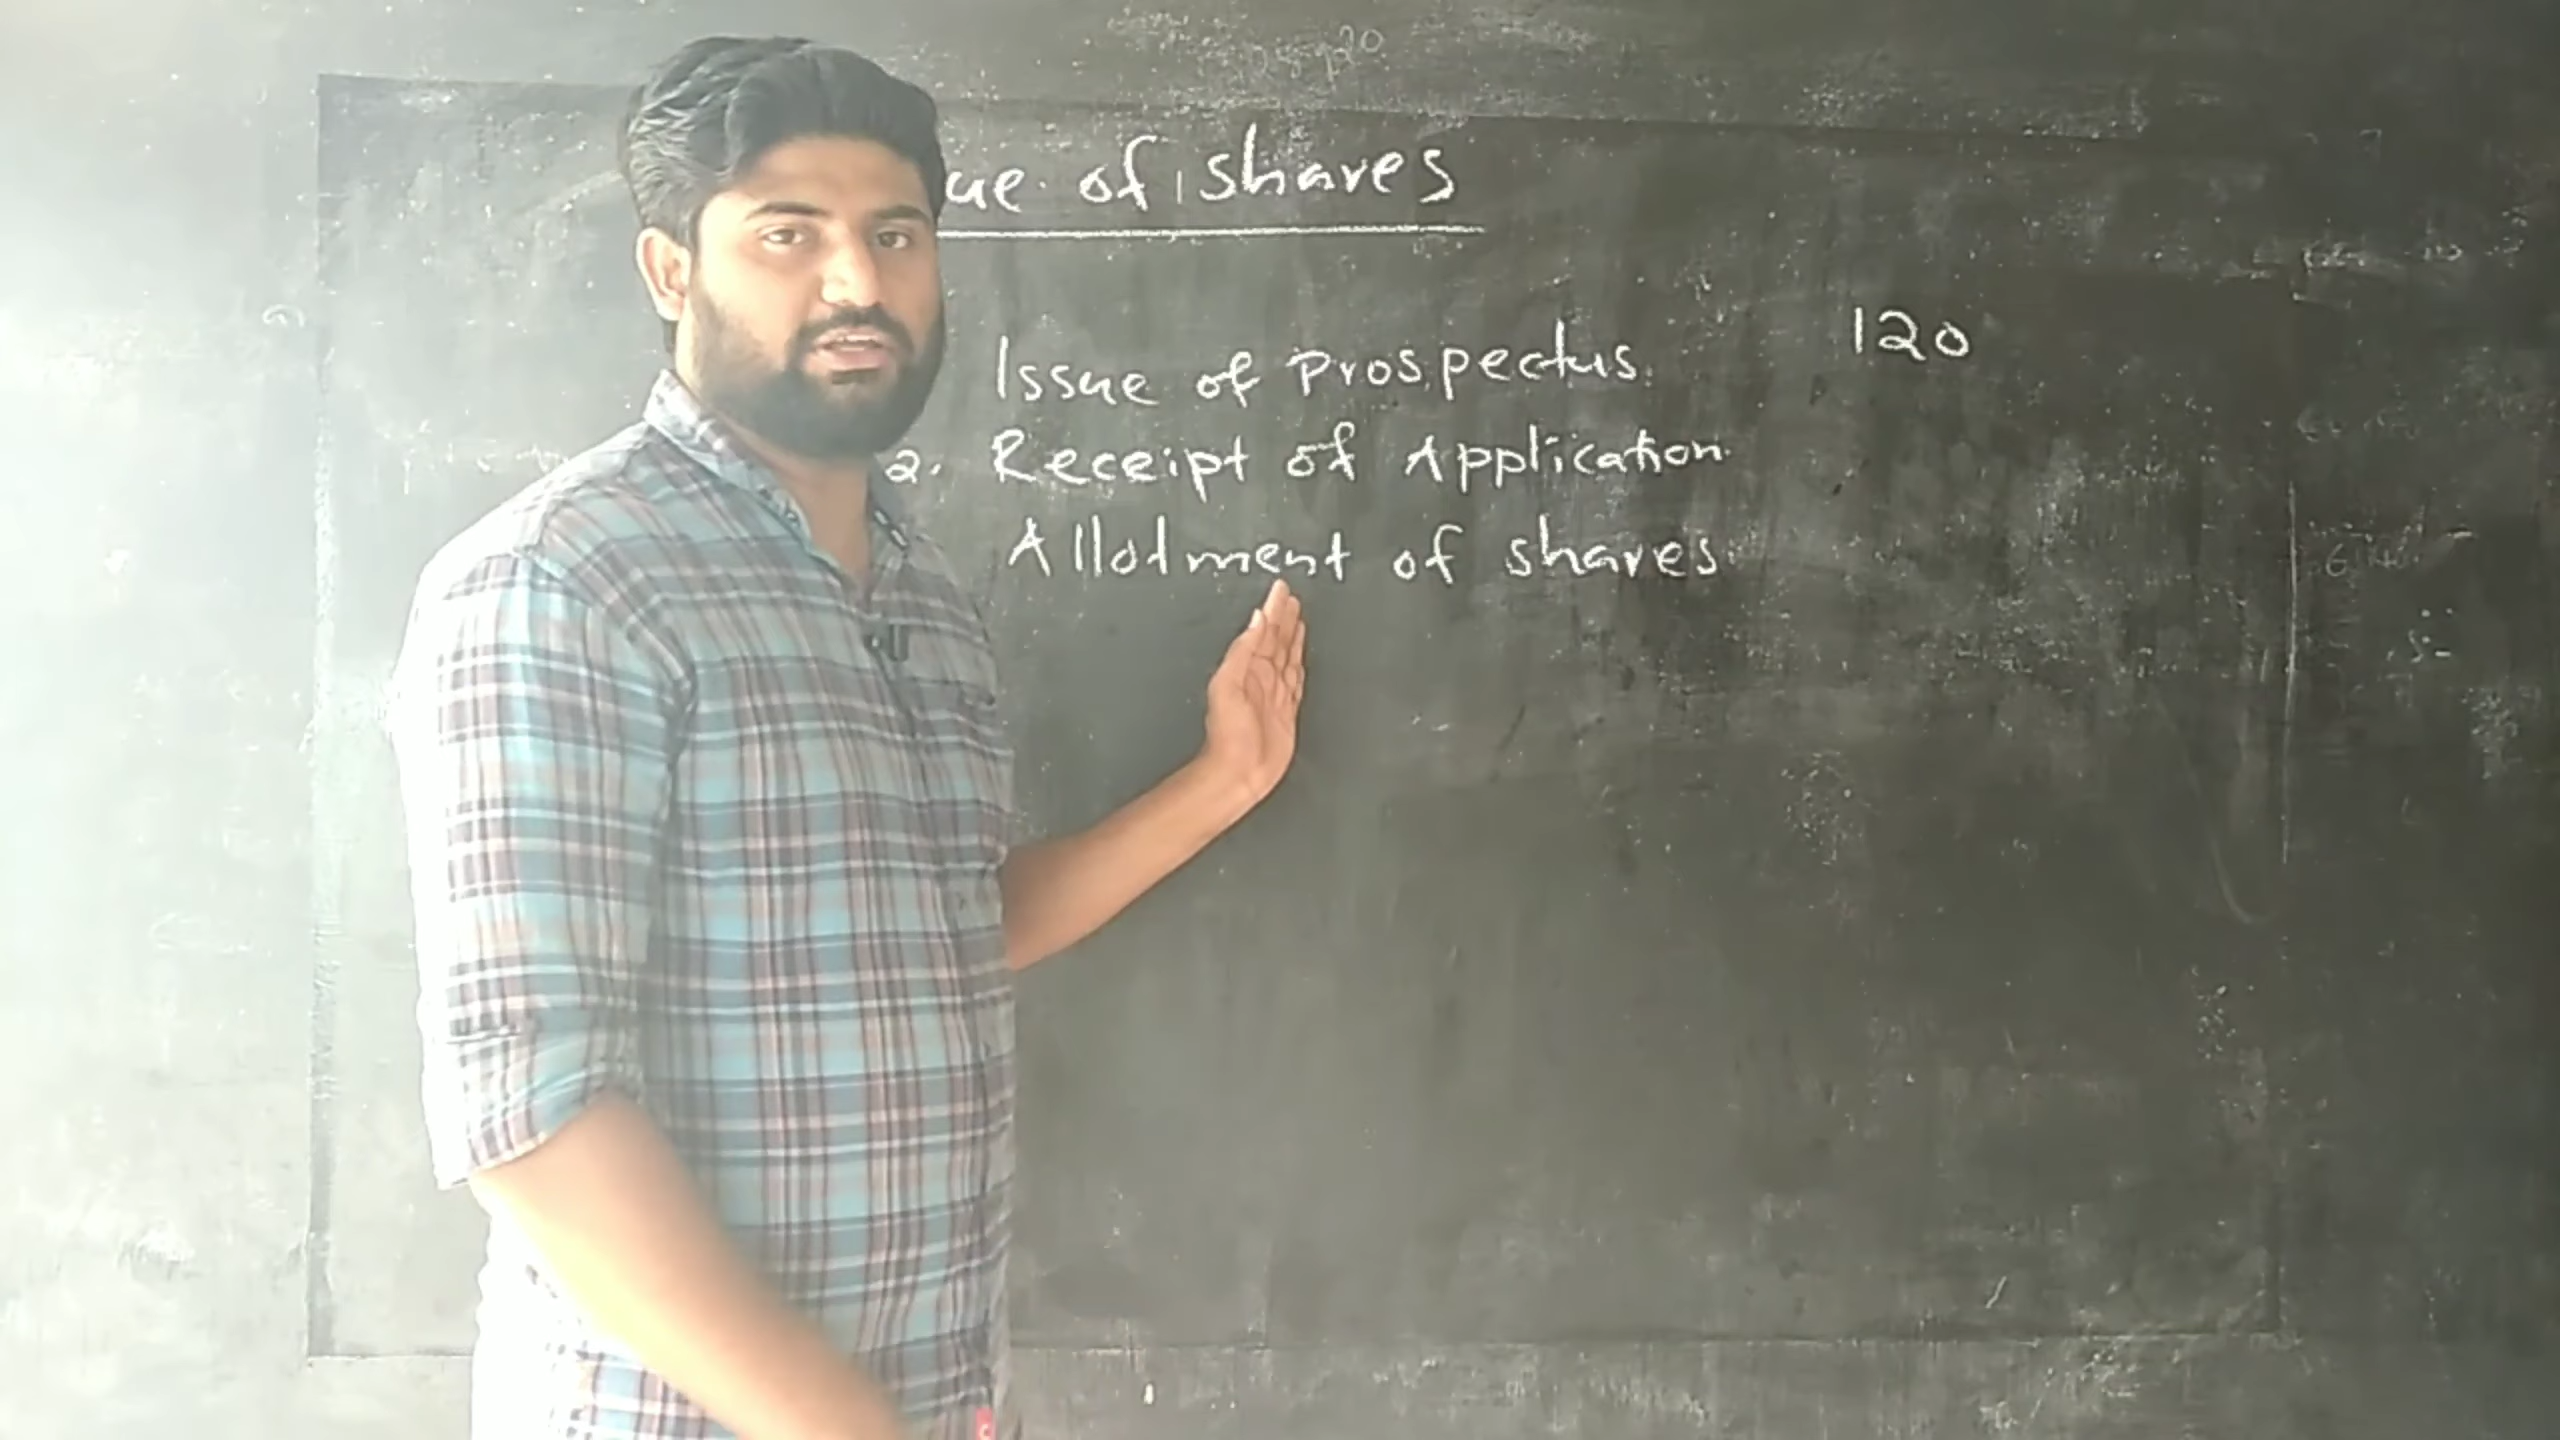 ue of shares
Issue of Prospectus. 120
2. Receipt of Application.
Allotment of shares.